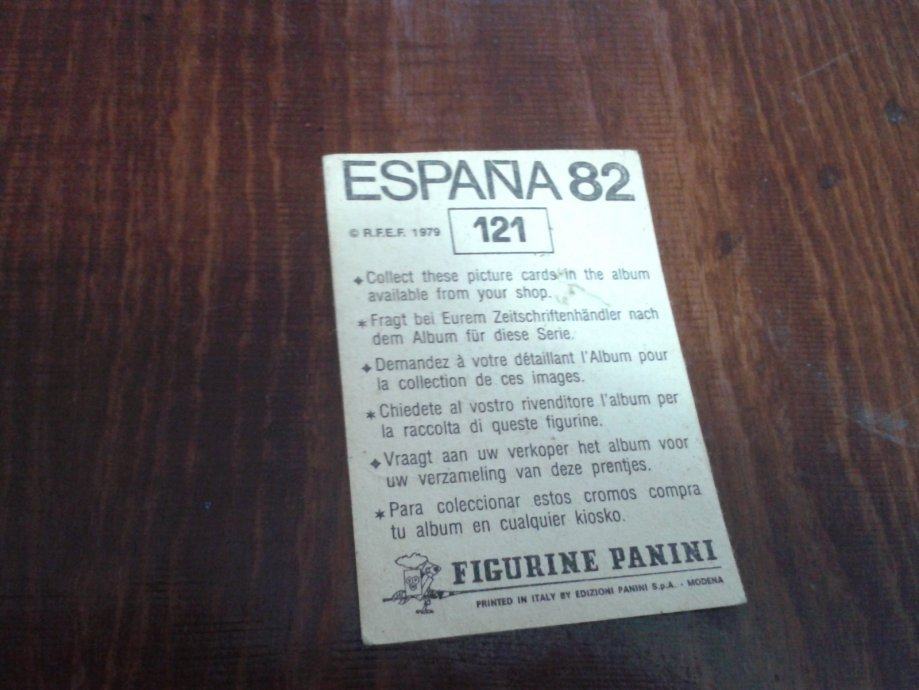 ESPAÑA 82
© R.F.E.F. 1979 121
◆ Collect these picture cards in the album
available from your shop.
✶ Fragt bei Eurem Zeitschriftenhändler nach
dem Album für diese Serie.
◆ Demandez à votre détaillant l'Album pour
la collection de ces images.
✶ Chiedete al vostro rivenditore l'album per
la raccolta di queste figurine.
◆ Vraagt aan uw verkoper het album voor
uw verzameling van deze prentjes.
✶ Para coleccionar estos cromos compra
tu album en cualquier kiosko.
FIGURINE PANINI
PRINTED IN ITALY BY EDIZIONI PANINI S.p.A. - MODENA